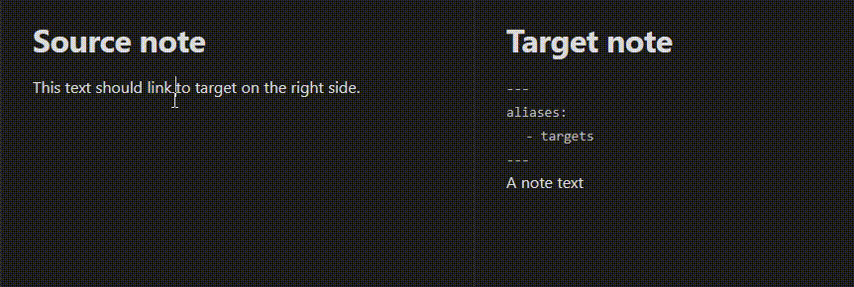 Source note
This text should link to target on the right side.
Target note
---
aliases:
- targets
---
A note text